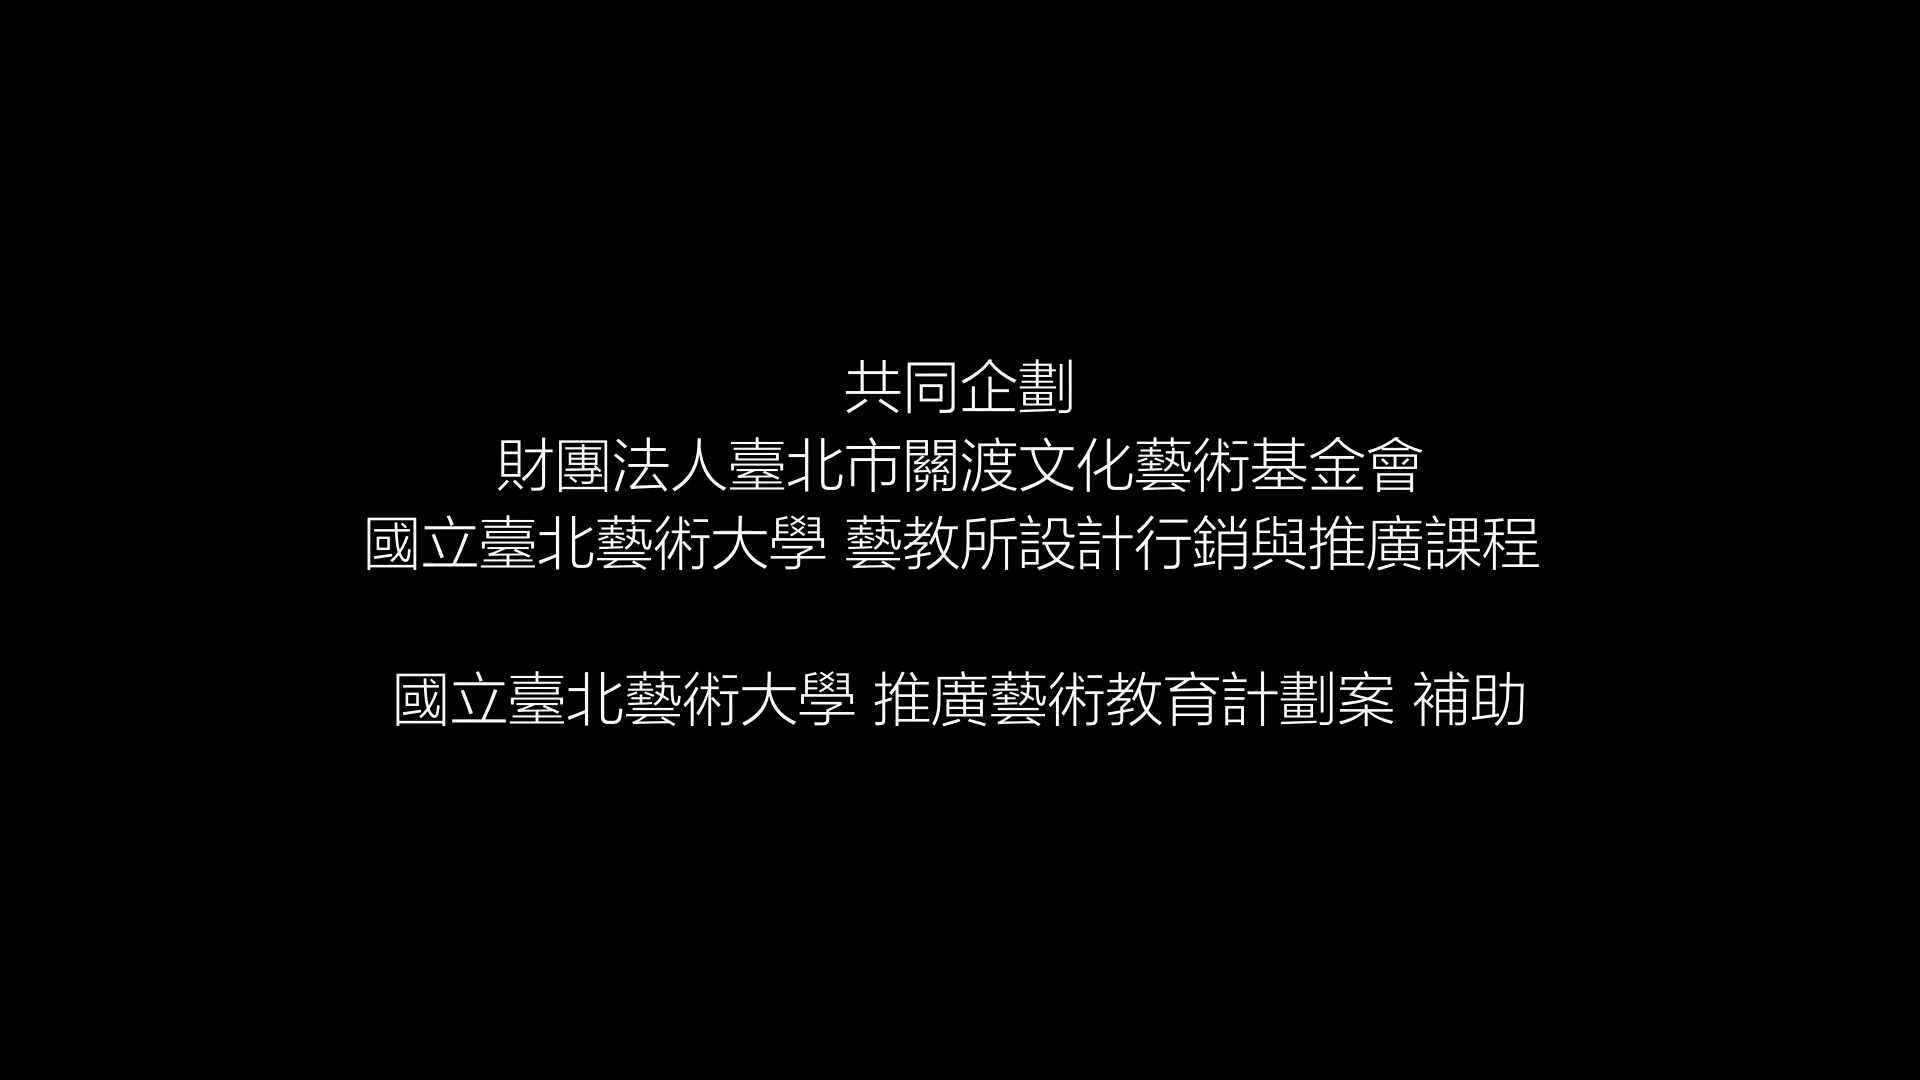 共同企劃
財團法人臺北市關渡文化藝術基金會
國立臺北藝術大學 藝教所設計行銷與推廣課程
國立臺北藝術大學 推廣藝術教育計劃案 補助